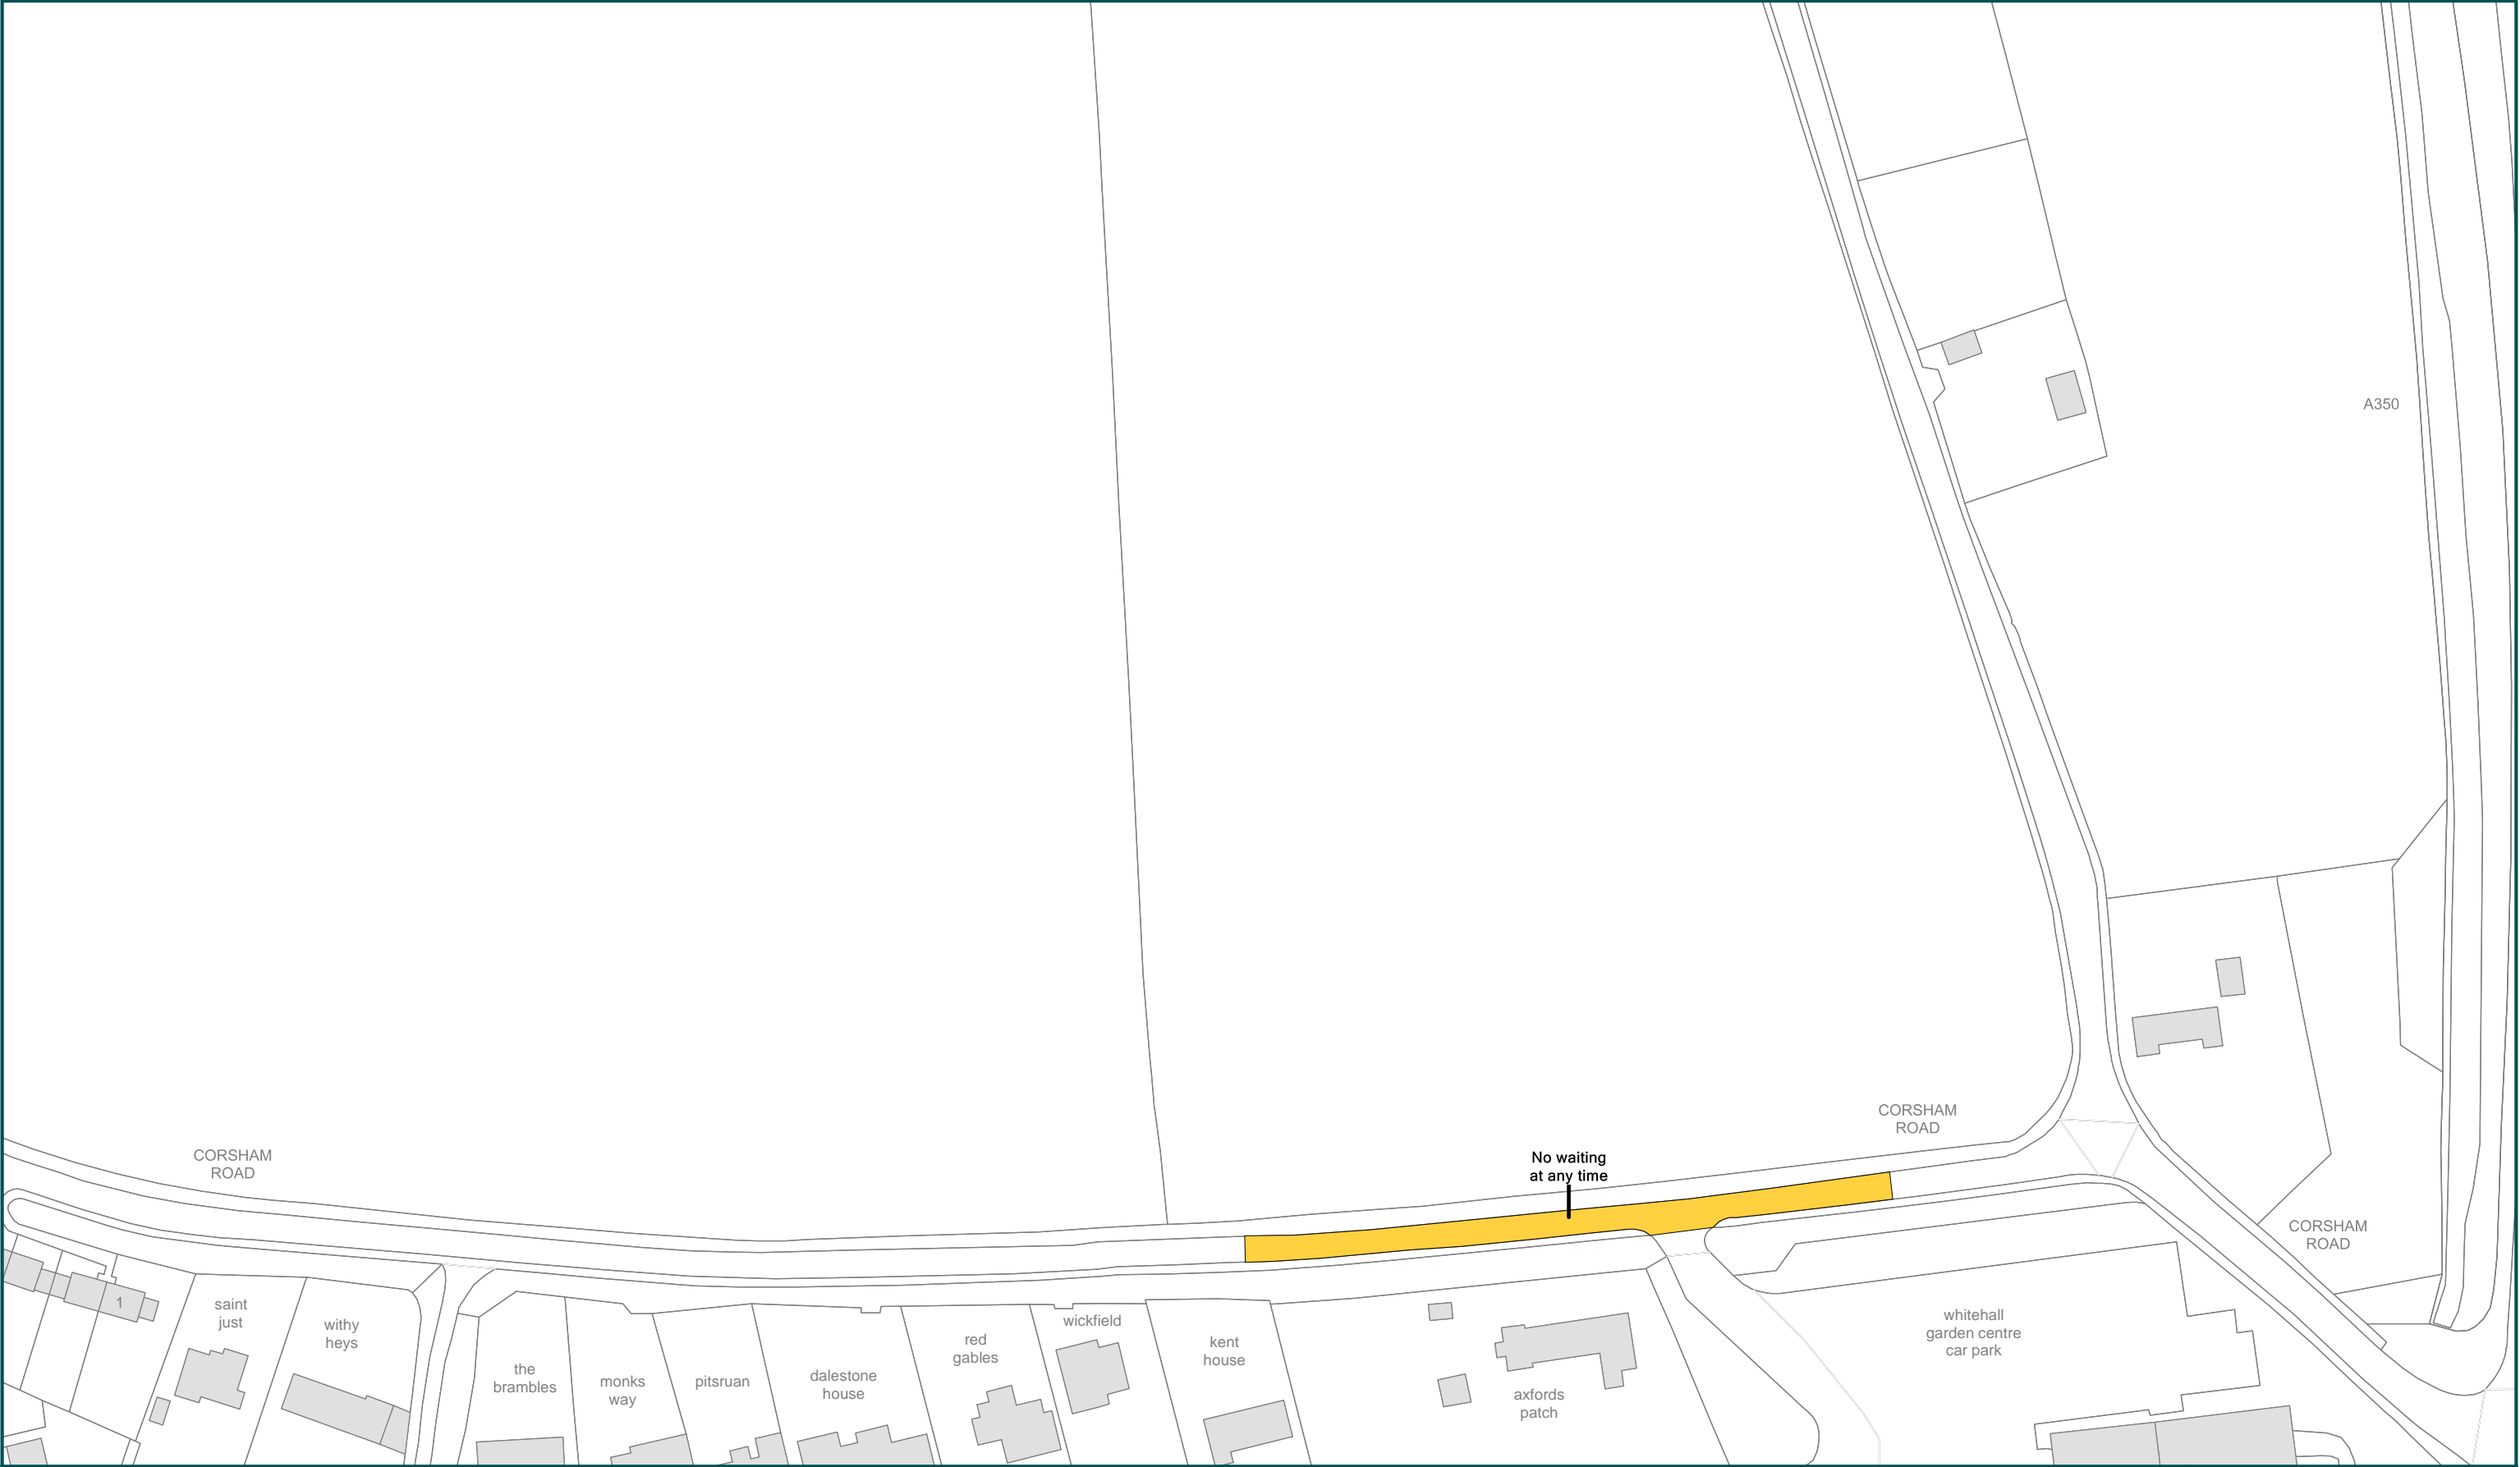 A350
CORSHAM
ROAD
CORSHAM
ROAD
No waiting
at any time
CORSHAM
ROAD
1
saint
just
withy
heys
the
brambles
monks
way
pitsruan
dalestone
house
red
gables
wickfield
kent
house
axfords
patch
whitehall
garden centre
car park